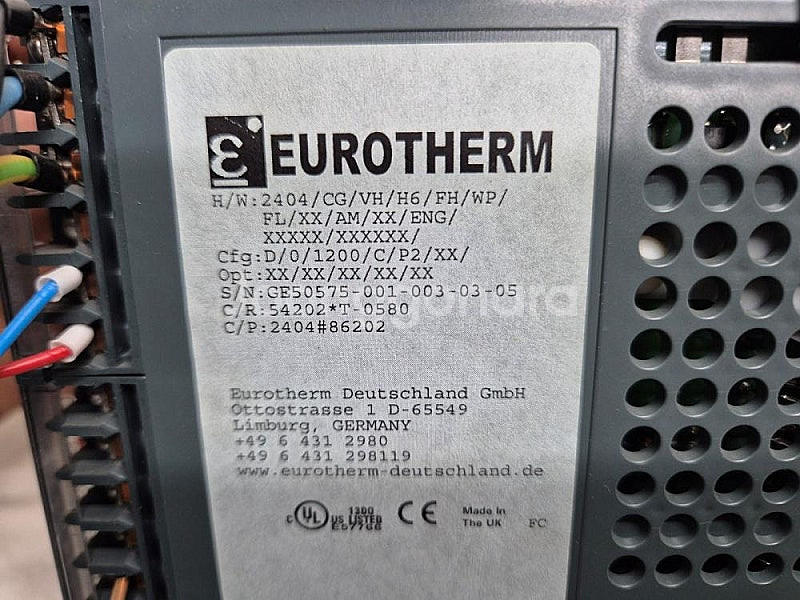 EUROTHERM
H/W:2404/CG/VH/H6/FH/WP/
FL/XX/AM/XX/ENG/
XXXXX/XXXXXX/
Cfg:D/0/1200/C/P2/XX/
Opt:XX/XX/XX/XX/XX
S/N:GE50575-001-003-03-05
C/R:54202*T-0580
C/P:2404#86202
Eurotherm Deutschland GmbH
Ottostrasse 1 D-65549
Limburg, GERMANY
+49 6 431 2980
+49 6 431 298119
www.eurotherm-deutschland.de
C UL US LISTED
CE
Made in
The UK
FC